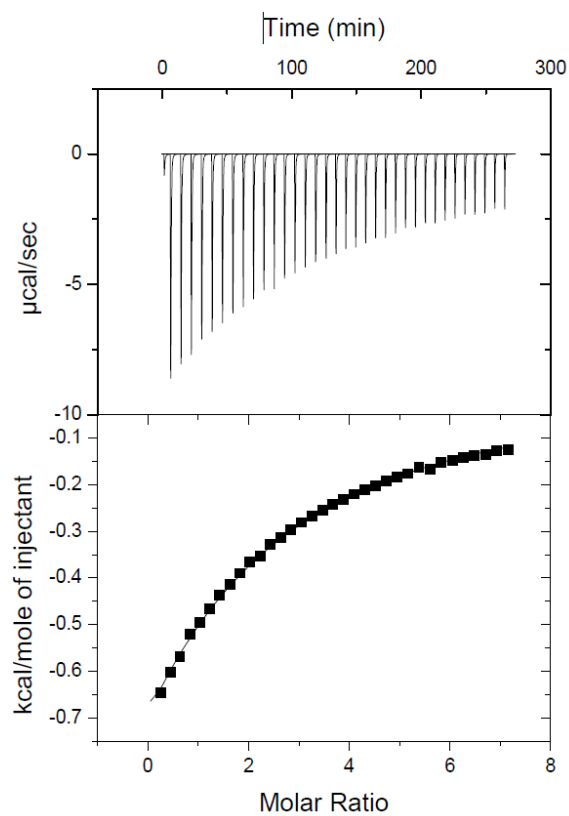 Time (min)
0 100 200 300
0
-5
-10
µcal/sec
-0.1
-0.2
-0.3
-0.4
-0.5
-0.6
-0.7
kcal/mole of injectant
0 2 4 6 8
Molar Ratio